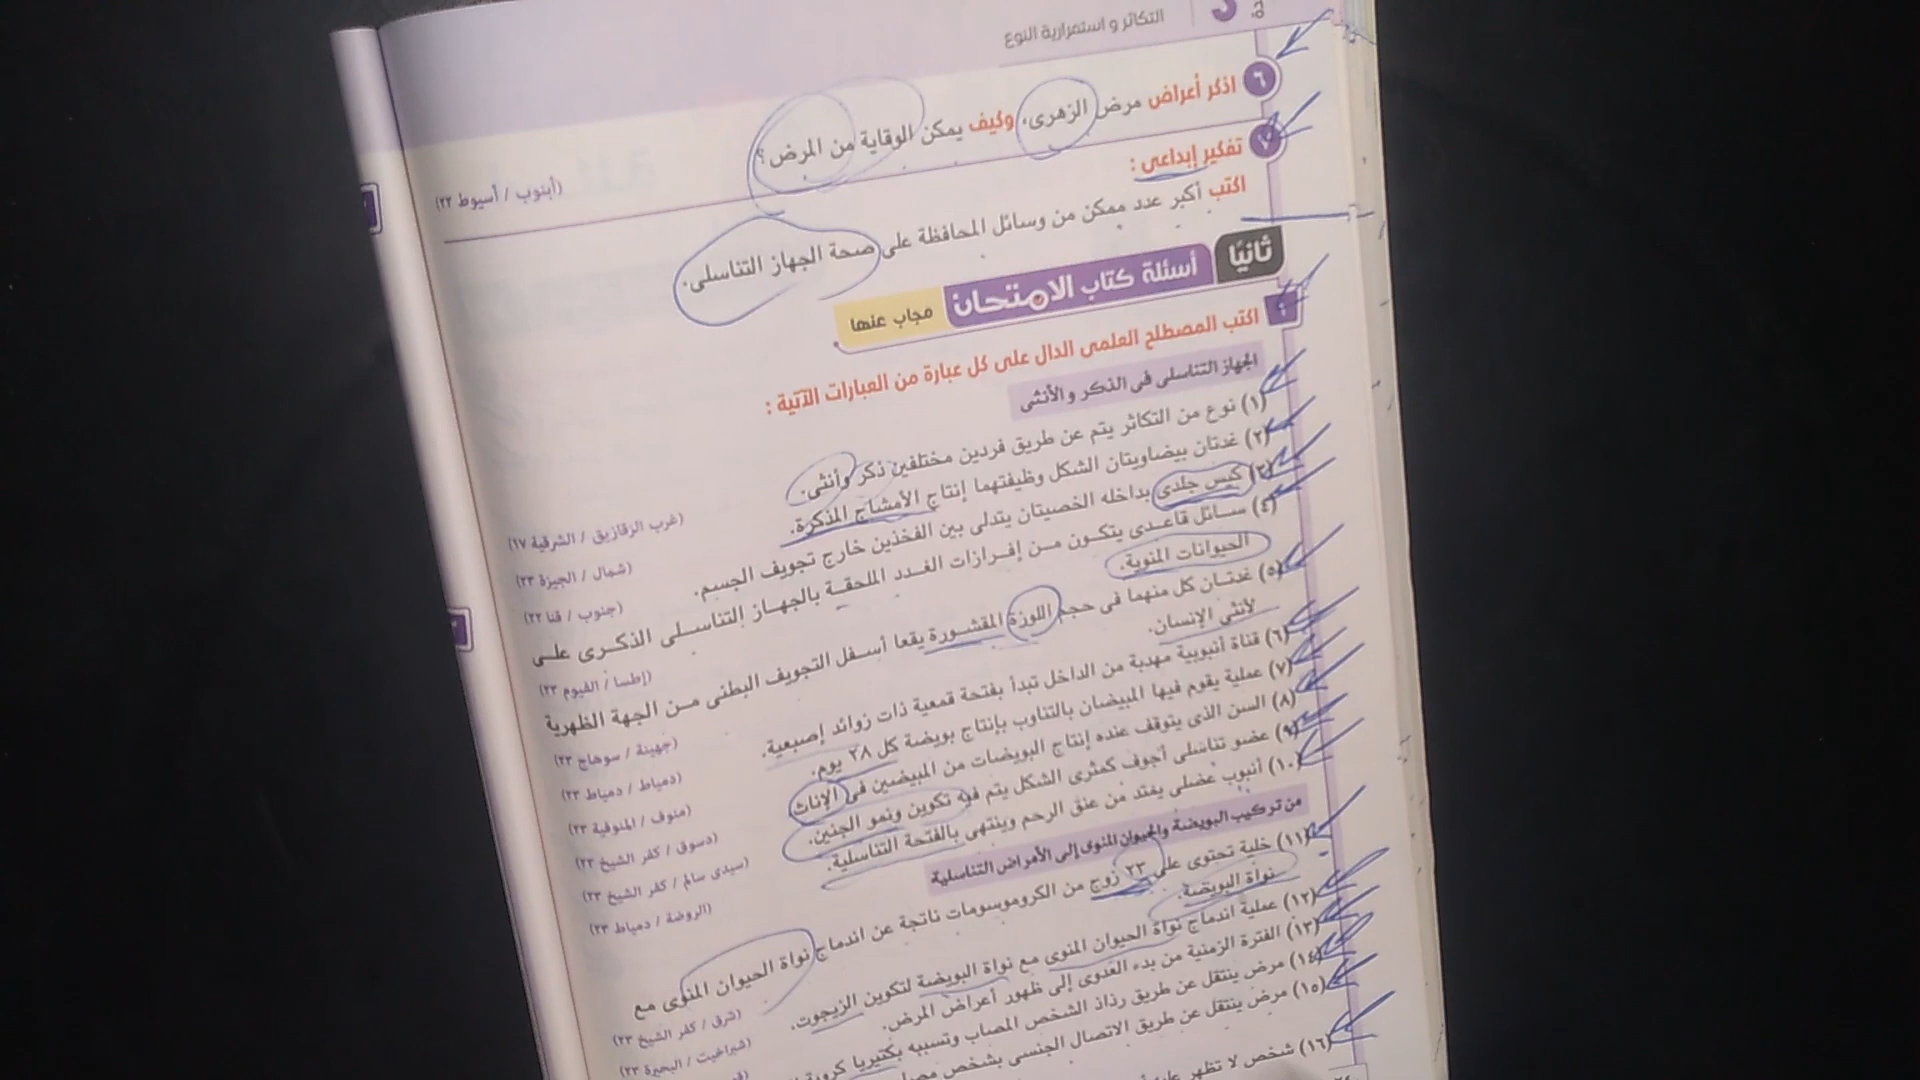 التكاثر و استمرارية النوع
٦ اذكر أعراض مرض الزهرى، وكيف يمكن الوقاية من المرض؟
(أبنوب / أسيوط ٢٣)
٧ تفكير إبداعى :
اكتب أكبر عدد ممكن من وسائل المحافظة على صحة الجهاز التناسلى.
ثانيًا أسئلة كتاب الامتحان مجاب عنها
اكتب المصطلح العلمى الدال على كل عبارة من العبارات الآتية :
الجهاز التناسلى فى الذكر والأنثى
(١) نوع من التكاثر يتم عن طريق فردين مختلفين ذكر وأنثى.
(غرب الزقازيق / الشرقية ١٧)
(٢) غدتان بيضاويتان الشكل وظيفتهما إنتاج الأمشاج المذكرة.
(شمال / الجيزة ٢٣)
(٣) كيس جلدى بداخله الخصيتان يتدلى بين الفخذين خارج تجويف الجسم.
(جنوب / قنا ٢٢)
(٤) سائل قاعدى يتكون من إفرازات الغدد الملحقة بالجهاز التناسلى الذكرى على
الحيوانات المنوية.
(إطسا / الفيوم ٢٣)
(٥) غدتان كل منهما فى حجم اللوزة المقشورة يقعا أسفل التجويف البطنى من الجهة الظهرية
لأنثى الإنسان.
(جهينة / سوهاج ٢٣)
(٦) قناة أنبوبية مهدبة من الداخل تبدأ بفتحة قمعية ذات زوائد إصبعية.
(دمياط / دمياط ٢٣)
(٧) عملية يقوم فيها المبيضان بالتناوب بإنتاج بويضة كل ٢٨ يوم.
(منوف / المنوفية ٢٣)
(٨) السن الذى يتوقف عنده إنتاج البويضات من المبيضين فى الإناث
(دسوق / كفر الشيخ ٢٣)
(٩) عضو تناسلى أجوف كمثرى الشكل يتم فيه تكوين ونمو الجنين.
(سيدى سالم / كفر الشيخ ٢٣)
(١٠) أنبوب عضلى يمتد من عنق الرحم وينتهى بالفتحة التناسلية.
(الروضة / دمياط ٢٣)
من تركيب البويضة والحيوان المنوى إلى الأمراض التناسلية
(١١) خلية تحتوى على ٢٣ زوج من الكروموسومات ناتجة عن اندماج نواة الحيوان المنوى مع
نواة البويضة.
(شرق / كفر الشيخ ٢٣)
(١٢) عملية اندماج نواة الحيوان المنوى مع نواة البويضة لتكوين الزيجوت.
(شبراخيت / البحيرة ٢٣)
(١٣) الفترة الزمنية من بدء العدوى إلى ظهور أعراض المرض.
(١٤) مرض ينتقل عن طريق رذاذ الشخص المصاب وتسببه بكتيريا كروية
(١٥) مرض ينتقل عن طريق الاتصال الجنسى بشخص
(١٦) شخص لا تظهر